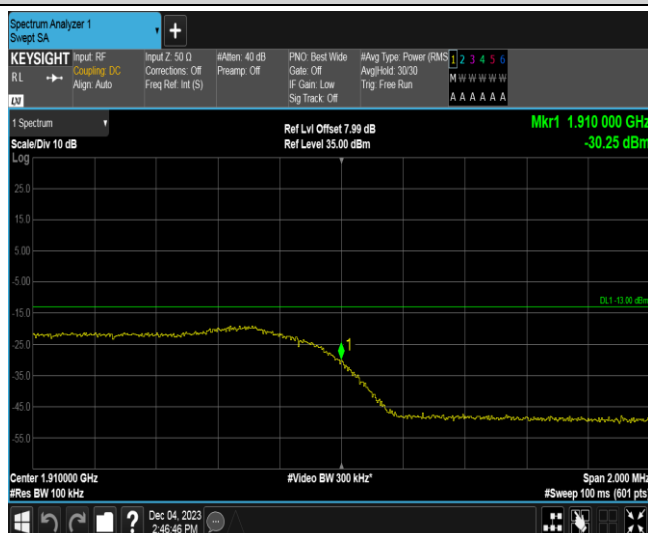 Spectrum Analyzer 1
Swept SA
+
KEYSIGHT
Input: RF
Input Z: 50 Ω
#Atten: 40 dB
PNO: Best Wide
#Avg Type: Power (RMS
1 2 3 4 5 6
RL
Coupling: DC
Corrections: Off
Preamp: Off
Gate: Off
Avg|Hold: 30/30
M W W W W W
Align: Auto
Freq Ref: Int (S)
IF Gain: Low
Trig: Free Run
Sig Track: Off
A A A A A A
LXI
1 Spectrum
Ref Lvl Offset 7.99 dB
Mkr1 1.910 000 GHz
Scale/Div 10 dB
Ref Level 35.00 dBm
-30.25 dBm
Log
25.0
15.0
5.00
-5.00
DL1 -13.00 dBm
-15.0
-25.0
1
-35.0
-45.0
-55.0
Center 1.910000 GHz
#Video BW 300 kHz*
Span 2.000 MHz
#Res BW 100 kHz
#Sweep 100 ms (601 pts)
?
Dec 04, 2023
2:46:46 PM